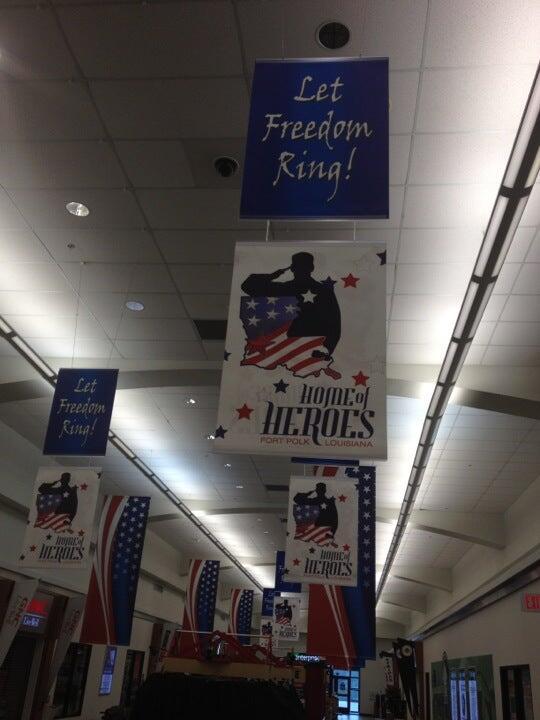 Let
Freedom
Ring!
HOME of
HEROES
FORT POLK LOUISIANA
Let
Freedom
Ring!
HOME of
HEROES
HOME of
HEROES
Enterprise
EXIT